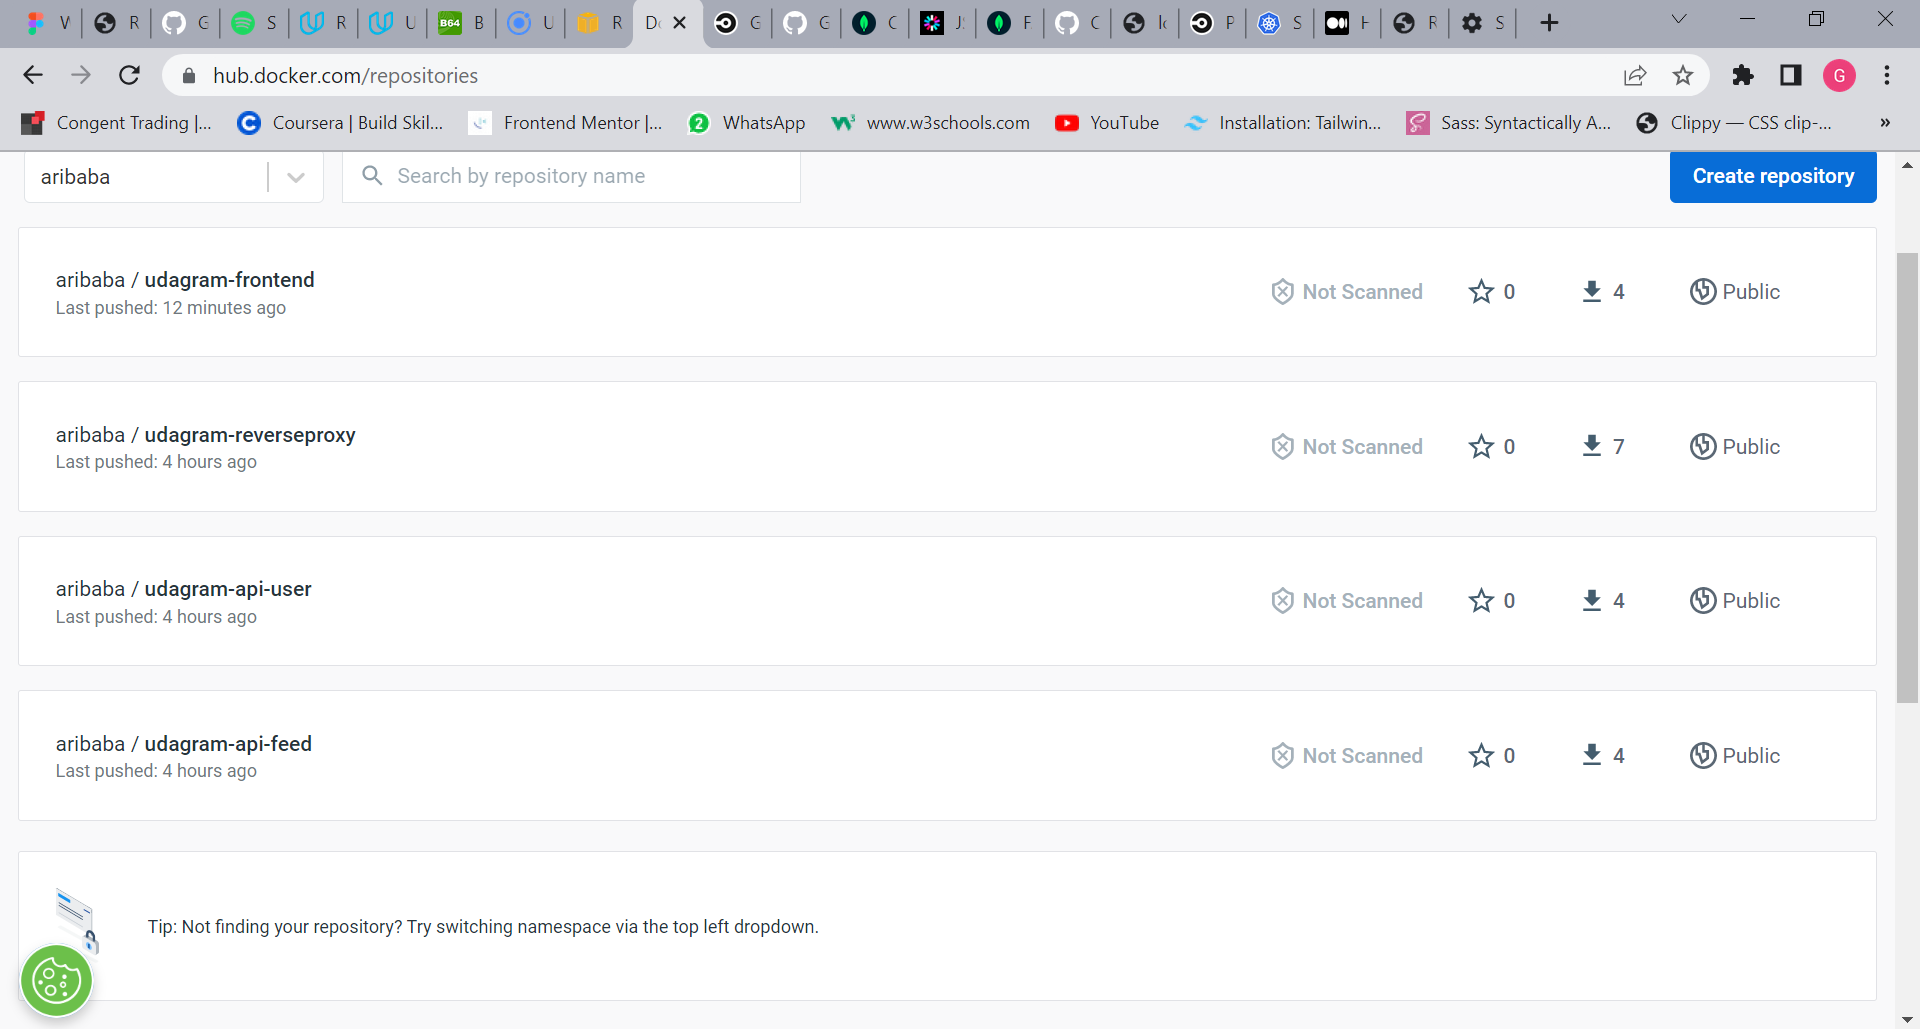 W R G S R U B64 B U R D G G C J F C lo P S H R S
hub.docker.com/repositories
G
Congent Trading |... Coursera | Build Skil... Frontend Mentor |... 2 WhatsApp www.w3schools.com YouTube Installation: Tailwin... Sass: Syntactically A... Clippy — CSS clip-... »
aribaba Search by repository name Create repository
aribaba / udagram-frontend
Last pushed: 12 minutes ago
Not Scanned 0 4 Public
aribaba / udagram-reverseproxy
Last pushed: 4 hours ago
Not Scanned 0 7 Public
aribaba / udagram-api-user
Last pushed: 4 hours ago
Not Scanned 0 4 Public
aribaba / udagram-api-feed
Last pushed: 4 hours ago
Not Scanned 0 4 Public
Tip: Not finding your repository? Try switching namespace via the top left dropdown.